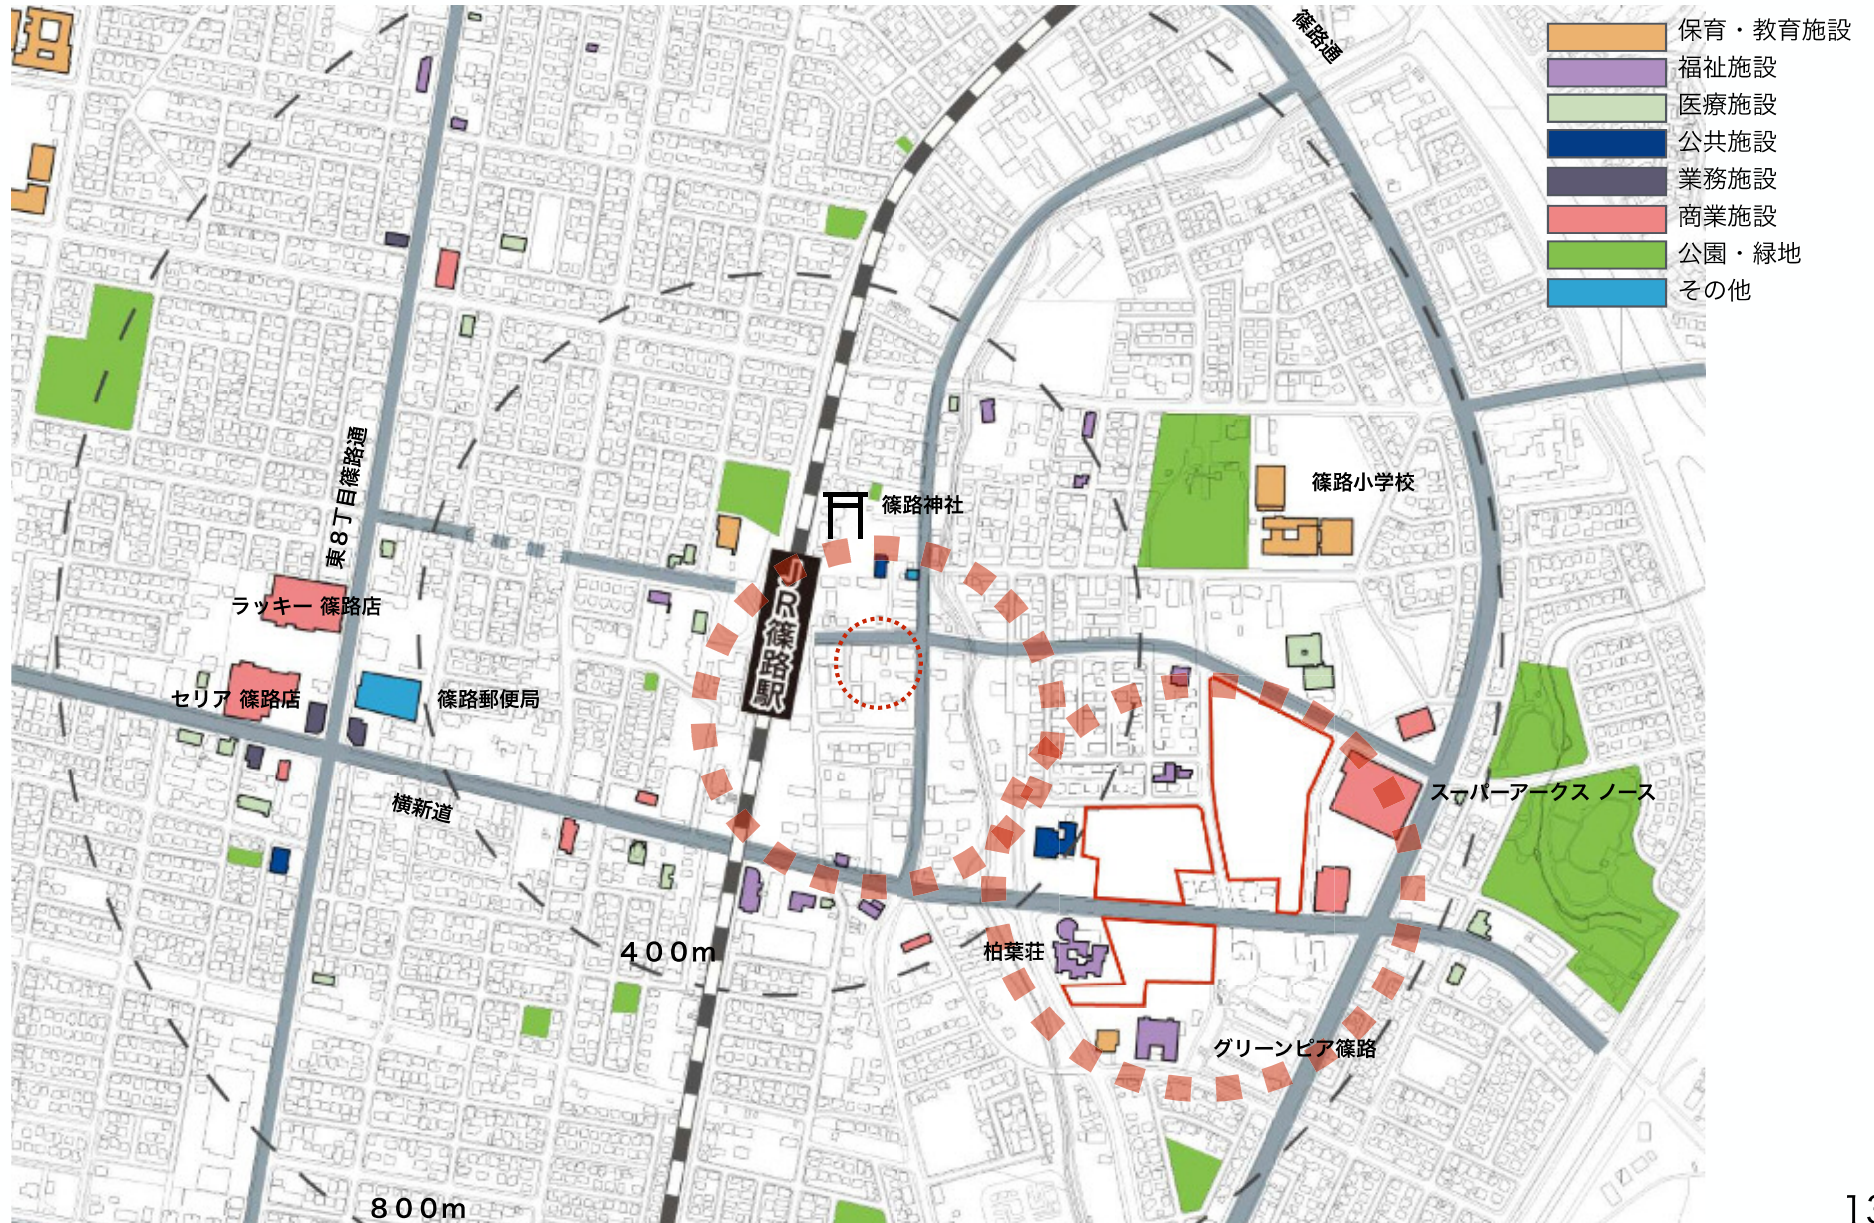 保育・教育施設
福祉施設
医療施設
公共施設
業務施設
商業施設
公園・緑地
その他
篠路通
東8丁目篠路通
篠路神社
篠路小学校
JR篠路駅
ラッキー 篠路店
セリア 篠路店
篠路郵便局
横新道
スーパーアークス ノース
400m
柏葉荘
グリーンピア篠路
800m
13